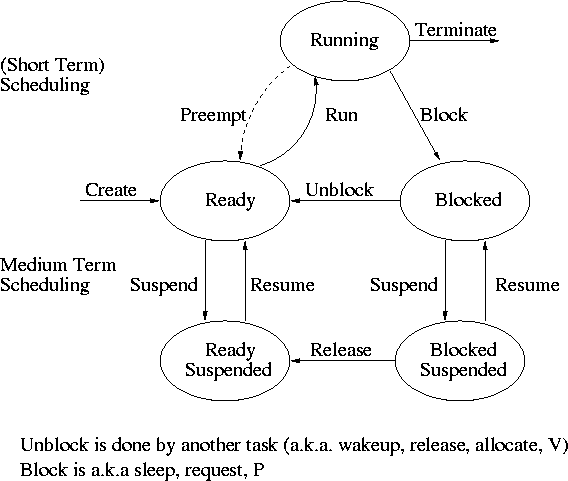 Terminate
Running
(Short Term)
Scheduling
Preempt
Run
Block
Create
Ready
Unblock
Blocked
Medium Term
Scheduling
Suspend
Resume
Suspend
Resume
Ready
Suspended
Release
Blocked
Suspended
Unblock is done by another task (a.k.a. wakeup, release, allocate, V)
Block is a.k.a sleep, request, P